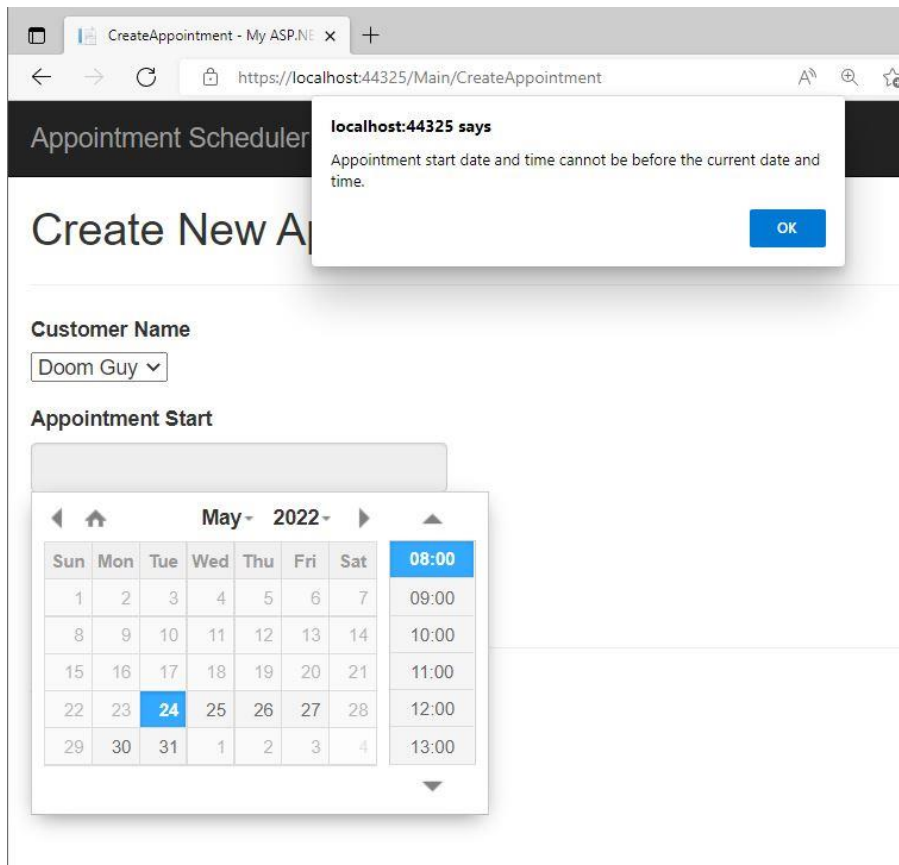 CreateAppointment - My ASP.NE
https://localhost:44325/Main/CreateAppointment
Appointment Scheduler
localhost:44325 says
Appointment start date and time cannot be before the current date and
time.
OK
Create New A
Customer Name
Doom Guy
Appointment Start
May 2022
Sun Mon Tue Wed Thu Fri Sat 08:00
1 2 3 4 5 6 7 09:00
8 9 10 11 12 13 14 10:00
15 16 17 18 19 20 21 11:00
22 23 24 25 26 27 28 12:00
29 30 31 1 2 3 4 13:00